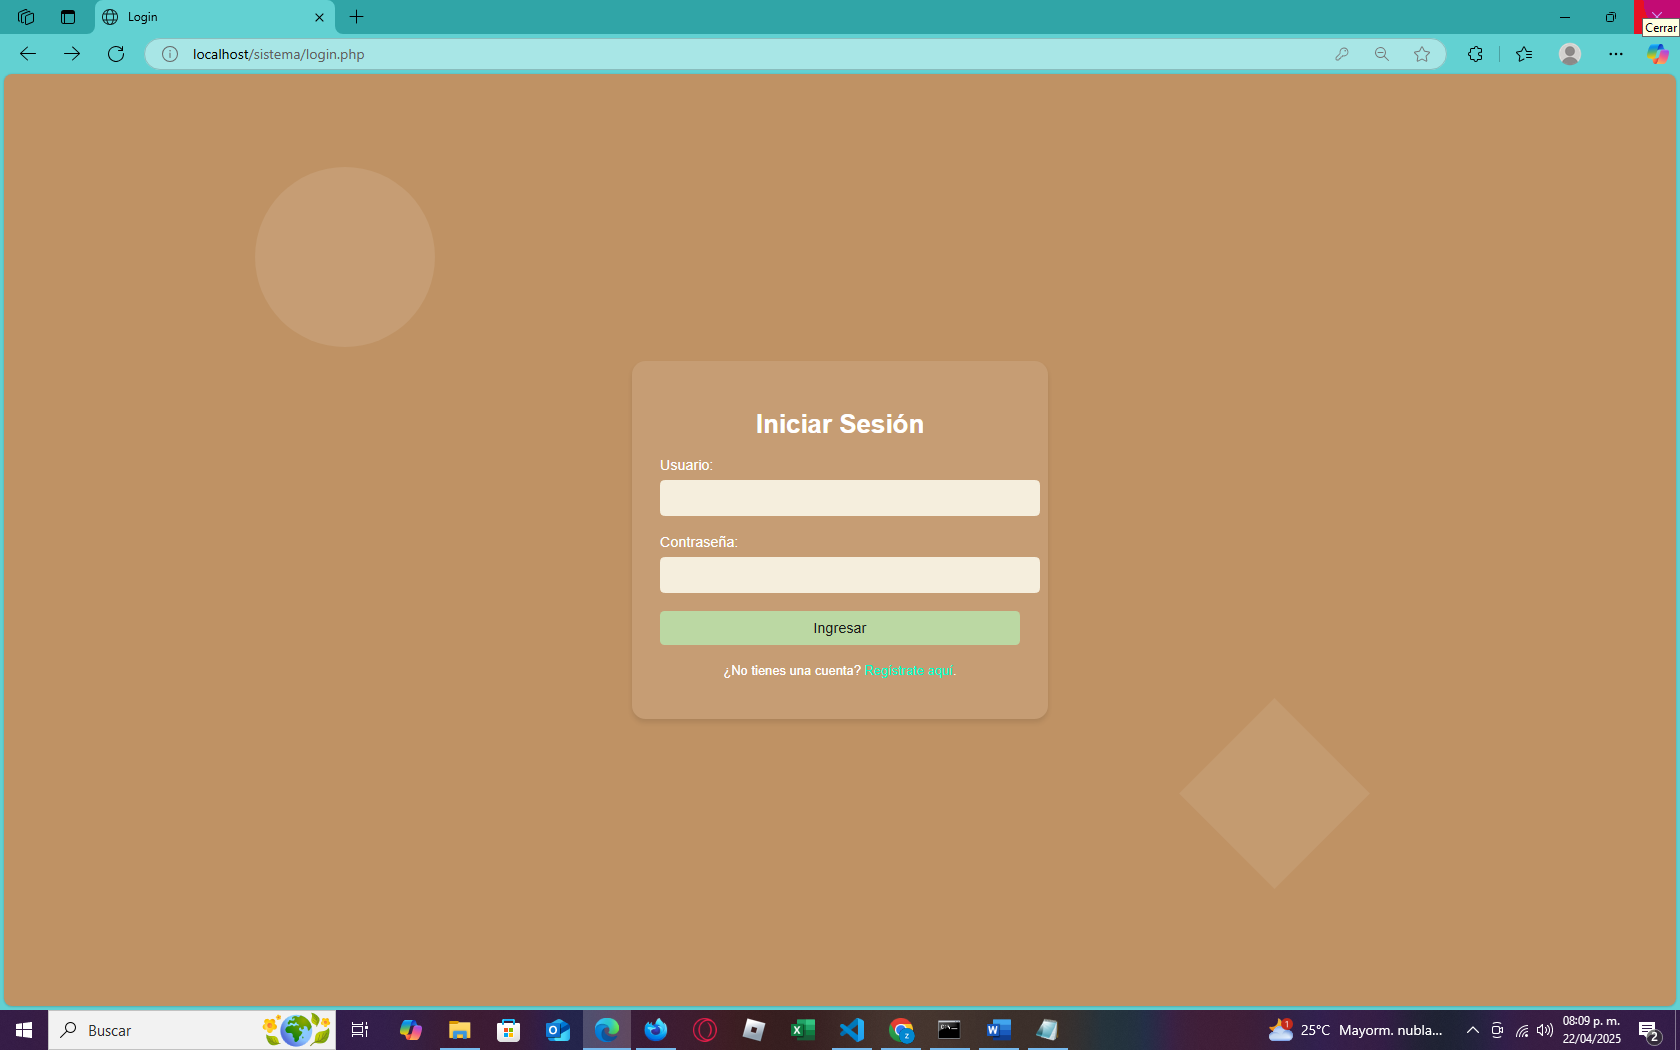 Login
Cerrar
localhost/sistema/login.php
Iniciar Sesión
Usuario:
Contraseña:
Ingresar
¿No tienes una cuenta? Regístrate aquí.
Buscar
25°C Mayorm. nubla...
08:09 p. m.
22/04/2025
2